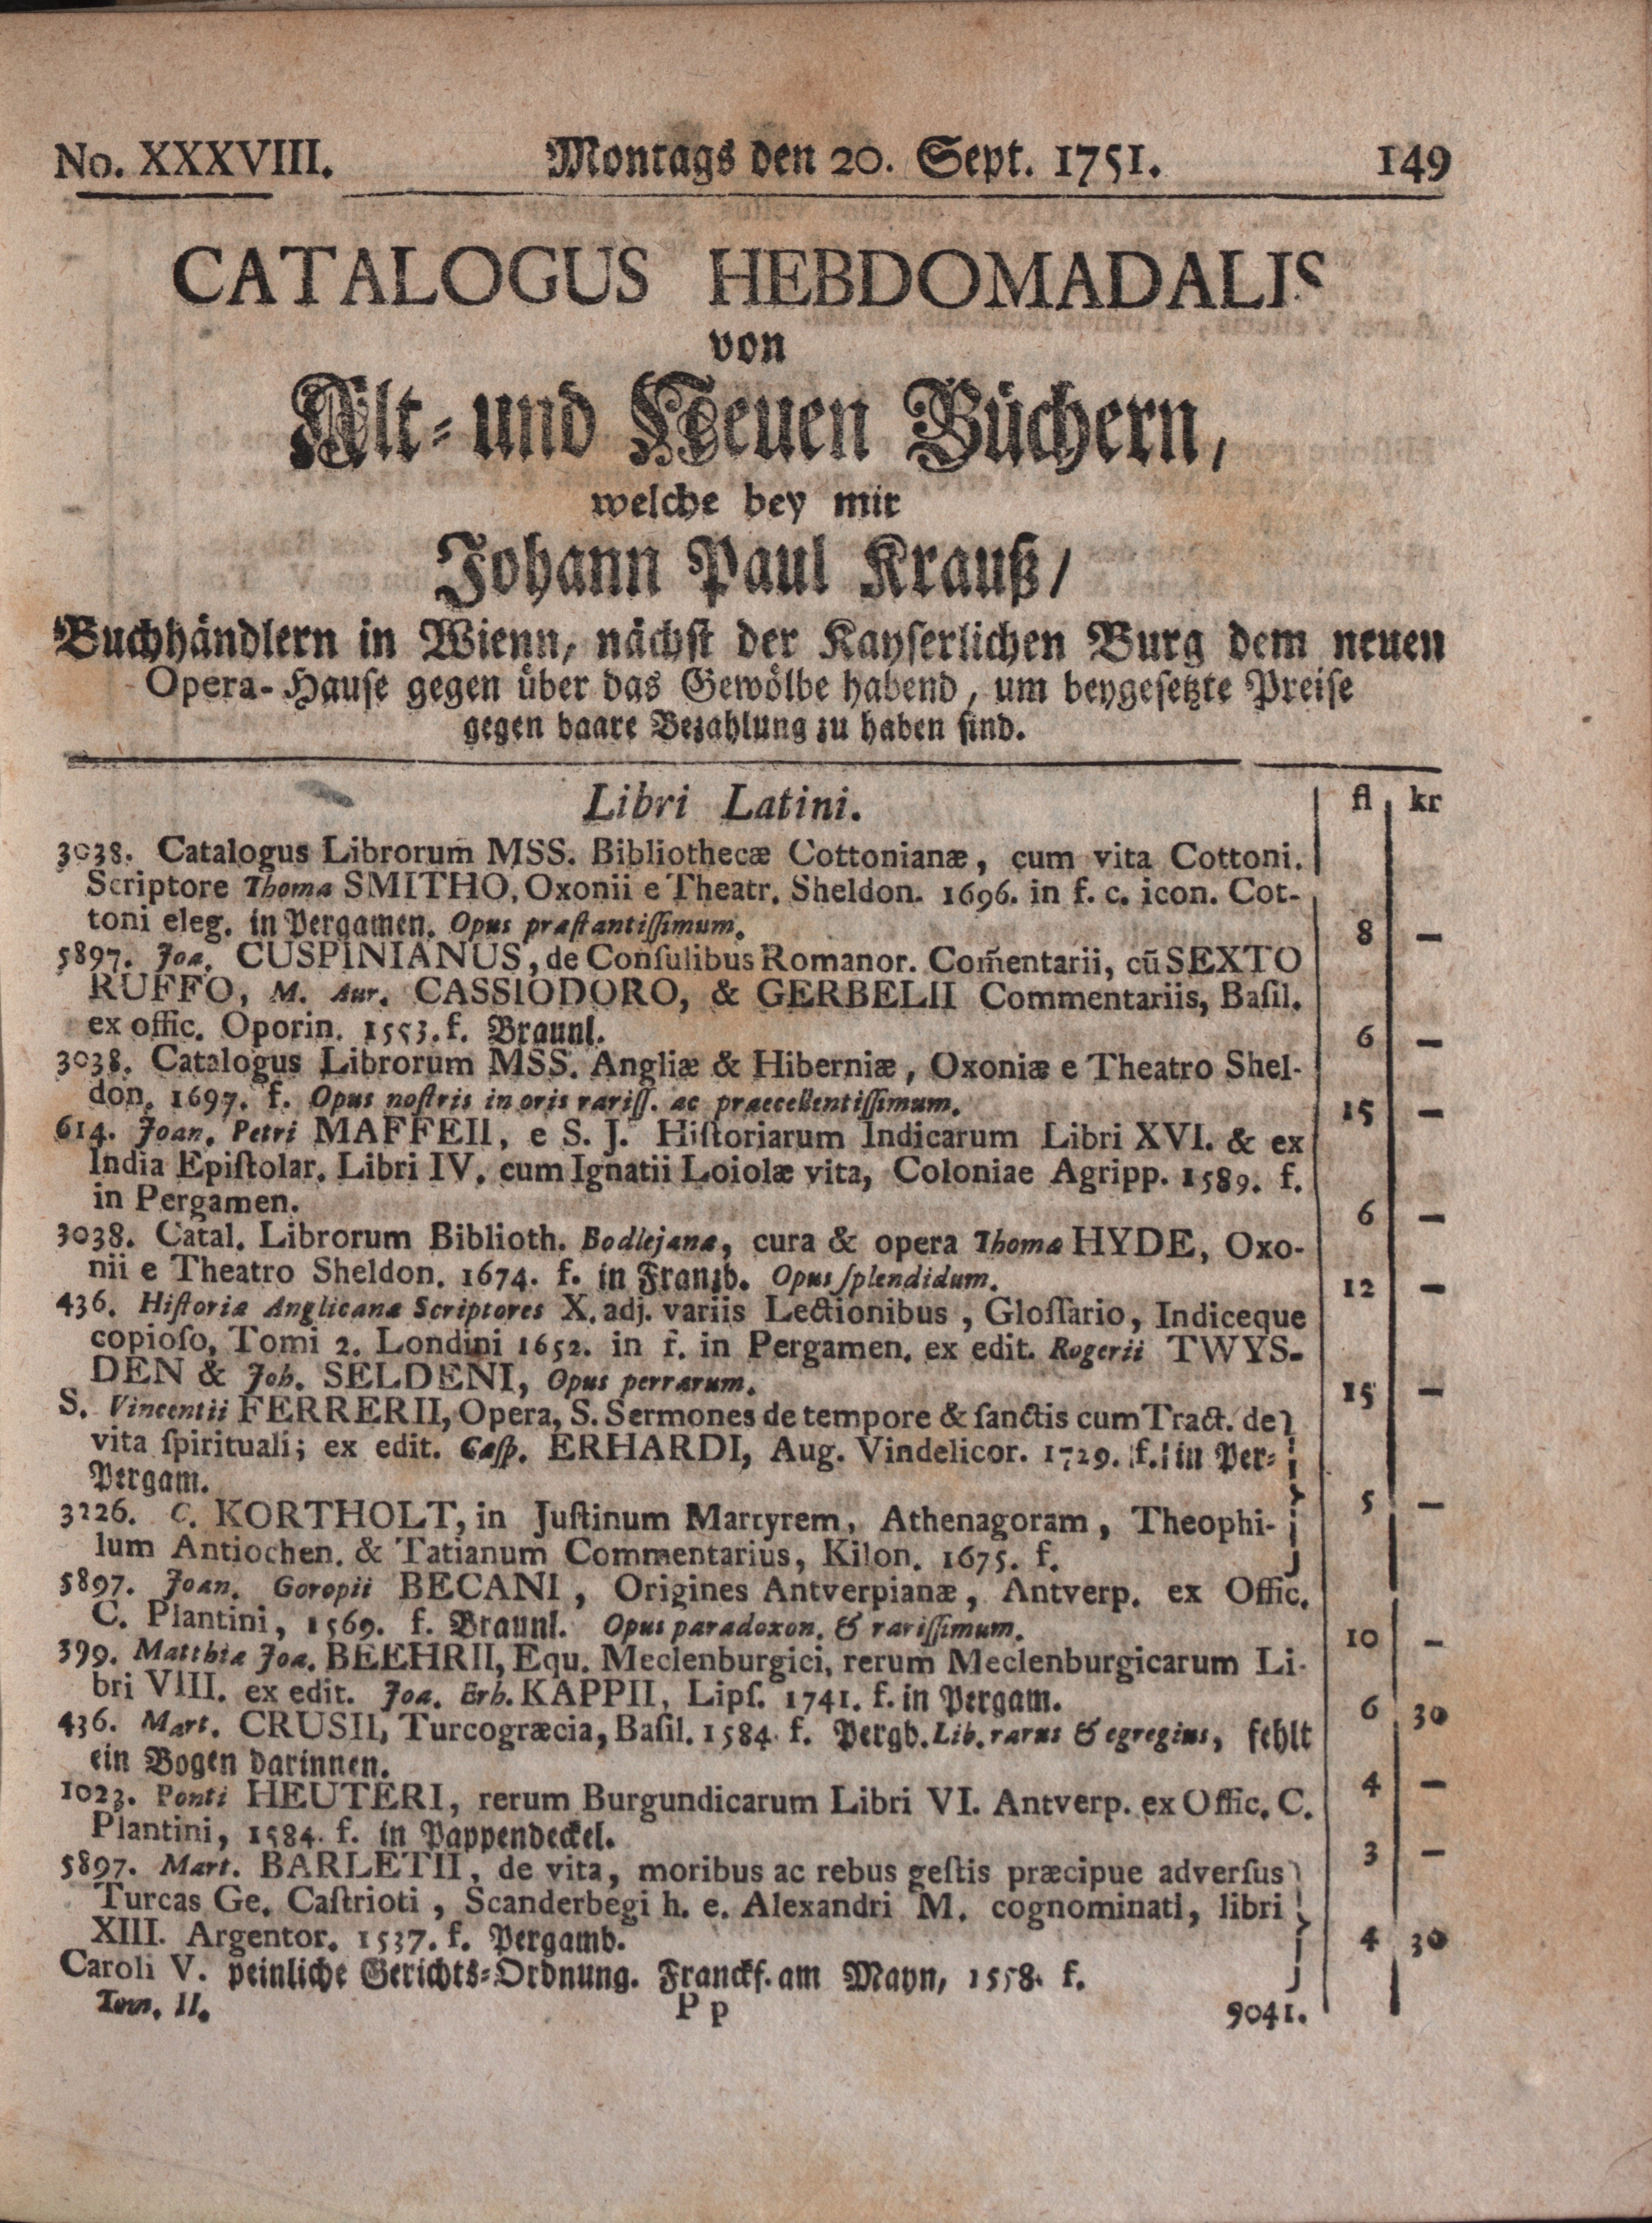 No. XXXVIII. Montags den 20. Sept. 1751. 149
CATALOGUS HEBDOMADALIS
von
Alt- und Neuen Büchern,
welche bey mir
Johann Paul Krauß/
Buchhändlern in Wienn, nächst der Kayserlichen Burg dem neuen
Opera-Hause gegen über das Gewölbe habend, um beygesetzte Preise
gegen baare Bezahlung zu haben sind.
Libri Latini. fl kr
3038. Catalogus Librorum MSS. Bibliothecæ Cottonianæ, cum vita Cottoni.
Scriptore Thoma SMITHO, Oxonii e Theatr. Sheldon. 1696. in f. c. icon. Cot-
toni eleg. in Pergamen. Opus præſtantiſſimum. 8 —
5897. Joa. CUSPINIANUS, de Conſulibus Romanor. Com̃entarii, cũ SEXTO
RUFFO, M. Aur. CASSIODORO, & GERBELII Commentariis, Baſil.
ex offic. Oporin. 1553. f. Braunl. 6 —
3038. Catalogus Librorum MSS. Angliæ & Hiberniæ, Oxoniæ e Theatro Shel-
don. 1697. f. Opus noſtris in oris rariſſ. ac praecellentiſſimum. 15 —
614. Joan. Petri MAFFEII, e S. J. Hiſtoriarum Indicarum Libri XVI. & ex
India Epiſtolar. Libri IV. cum Ignatii Loiolæ vita, Coloniae Agripp. 1589. f.
in Pergamen. 6 —
3038. Catal. Librorum Biblioth. Bodlejanæ, cura & opera Thomæ HYDE, Oxo-
nii e Theatro Sheldon. 1674. f. in Franzb. Opus ſplendidum. 12 —
436. Hiſtoriæ Anglicanæ Scriptores X. adj. variis Lectionibus, Gloſſario, Indiceque
copioſo, Tomi 2. Londini 1652. in f. in Pergamen. ex edit. Rogerii TWYS-
DEN & Joh. SELDENI, Opus perrarum. 15 —
S. Vincentii FERRERII, Opera, S. Sermones de tempore & ſanctis cum Tract. de
vita ſpirituali; ex edit. Caſp. ERHARDI, Aug. Vindelicor. 1729. f. in Per-
Pergam. 5 —
3226. C. KORTHOLT, in Juſtinum Martyrem, Athenagoram, Theophi-
lum Antiochen. & Tatianum Commentarius, Kilon. 1675. f.
5897. Joan. Goropii BECANI, Origines Antverpianæ, Antverp. ex Offic.
C. Plantini, 1569. f. Braunl. Opus paradoxon. & rariſſimum. 10 —
399. Matthiæ Joa. BEEHRII, Equ. Meclenburgici, rerum Meclenburgicarum Li-
bri VIII. ex edit. Joa. Erh. KAPPII, Lipſ. 1741. f. in Pergam. 6 30
436. Mart. CRUSII, Turcogræcia, Baſil. 1584. f. Pergb. Lib. rarus & egregius, fehlt
ein Bogen darinnen. 4 —
1023. Ponti HEUTERI, rerum Burgundicarum Libri VI. Antverp. ex Offic. C.
Plantini, 1584. f. in Pappendeckel. 3 —
5897. Mart. BARLETII, de vita, moribus ac rebus geſtis præcipue adverſus
Turcas Ge. Caſtrioti, Scanderbegi h. e. Alexandri M. cognominati, libri
XIII. Argentor. 1537. f. Pergamb. 4 30
Caroli V. peinliche Gerichts-Ordnung. Franckf. am Mayn, 1558. f.
Tom. II. Pp 9041.